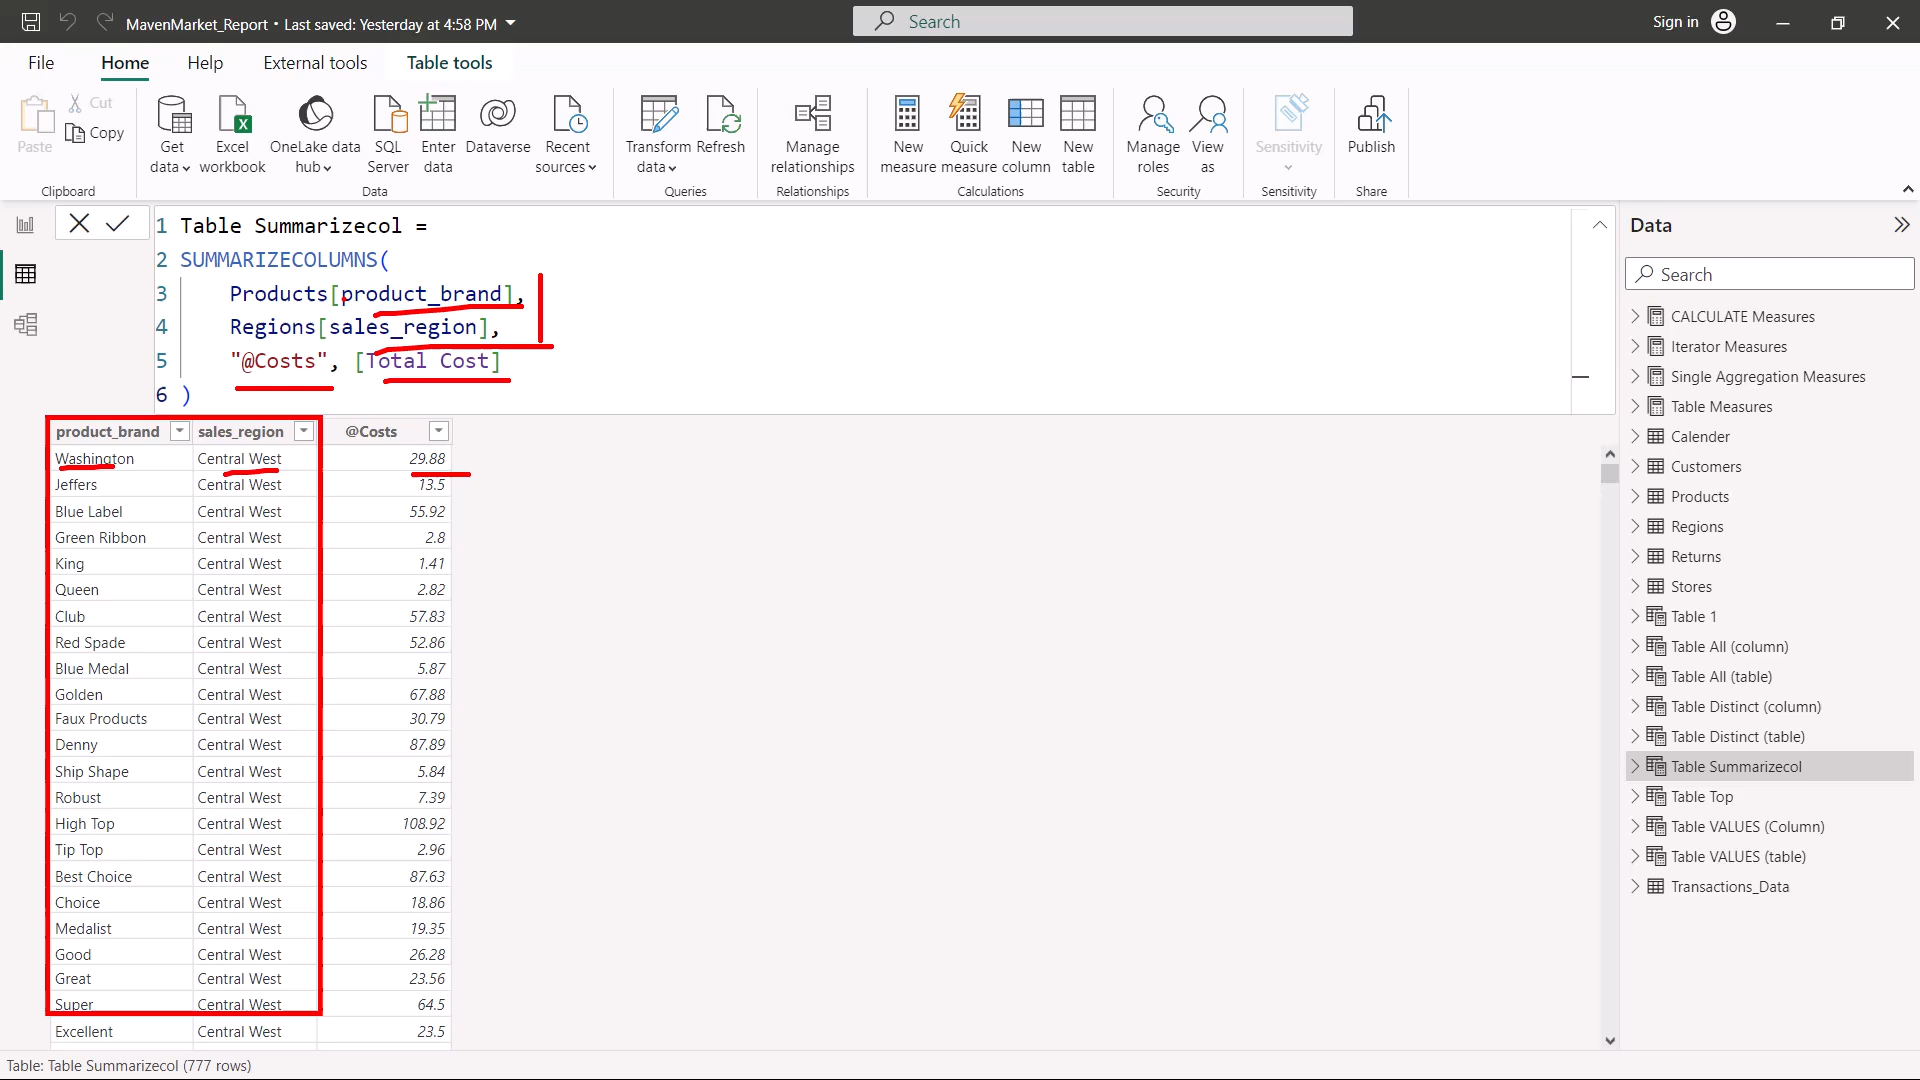 MavenMarket_Report • Last saved: Yesterday at 4:58 PM
Search
Sign in
File
Home
Help
External tools
Table tools
Paste
Cut
Copy
Clipboard
Get data
Excel workbook
OneLake data hub
SQL Server
Enter data
Dataverse
Recent sources
Data
Transform data
Refresh
Queries
Manage relationships
Relationships
New measure
Quick measure
New column
New table
Calculations
Manage roles
View as
Security
Sensitivity
Sensitivity
Publish
Share
1 Table Summarizecol =
2 SUMMARIZECOLUMNS(
3 Products[product_brand],
4 Regions[sales_region],
5 "@Costs", [Total Cost]
6 )
product_brand sales_region @Costs
Washington Central West 29.88
Jeffers Central West 13.5
Blue Label Central West 55.92
Green Ribbon Central West 2.8
King Central West 1.41
Queen Central West 2.82
Club Central West 57.83
Red Spade Central West 52.86
Blue Medal Central West 5.87
Golden Central West 67.88
Faux Products Central West 30.79
Denny Central West 87.89
Ship Shape Central West 5.84
Robust Central West 7.39
High Top Central West 108.92
Tip Top Central West 2.96
Best Choice Central West 87.63
Choice Central West 18.86
Medalist Central West 19.35
Good Central West 26.28
Great Central West 23.56
Super Central West 64.5
Excellent Central West 23.5
Data
Search
CALCULATE Measures
Iterator Measures
Single Aggregation Measures
Table Measures
Calender
Customers
Products
Regions
Returns
Stores
Table 1
Table All (column)
Table All (table)
Table Distinct (column)
Table Distinct (table)
Table Summarizecol
Table Top
Table VALUES (Column)
Table VALUES (table)
Transactions_Data
Table: Table Summarizecol (777 rows)